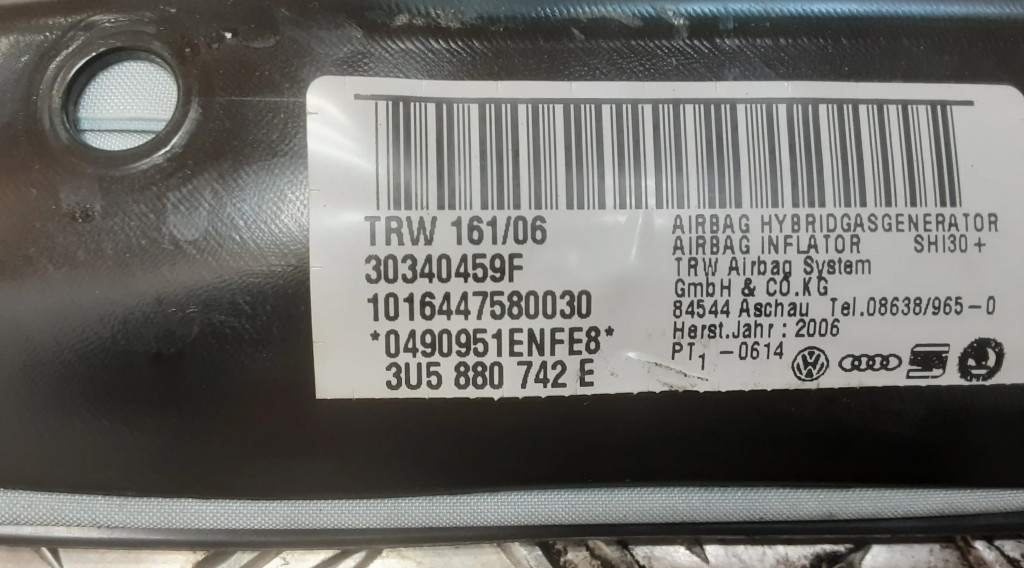 TRW 161/06
30340459F
1016447580030
*0490951ENFE8*
3U5 880 742 E
AIRBAG HYBRIDGASGENERATOR
AIRBAG INFLATOR SHI30+
TRW Airbag System
GmbH & CO.KG
84544 Aschau Tel.08638/965-0
Herst.Jahr : 2006
PT1 -0614